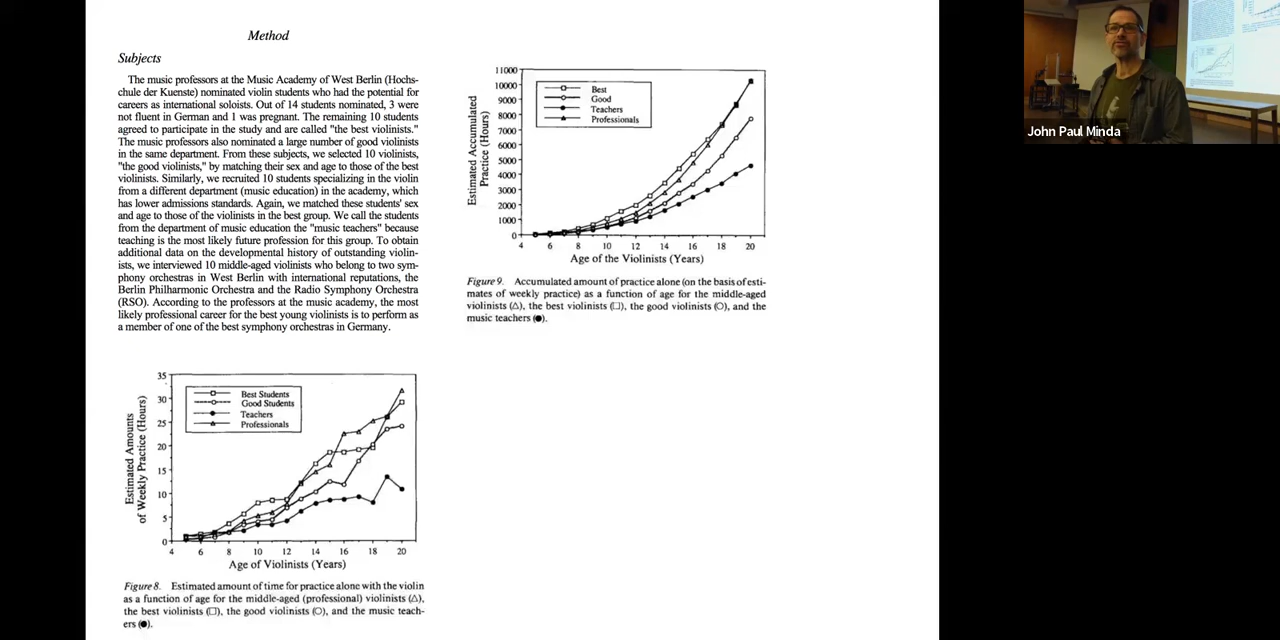 Method
Subjects
The music professors at the Music Academy of West Berlin (Hochs-
chule der Kuenste) nominated violin students who had the potential for
careers as international soloists. Out of 14 students nominated, 3 were
not fluent in German and 1 was pregnant. The remaining 10 students
agreed to participate in the study and are called "the best violinists."
The music professors also nominated a large number of good violinists
in the same department. From these subjects, we selected 10 violinists,
"the good violinists," by matching their sex and age to those of the best
violinists. Similarly, we recruited 10 students specializing in the violin
from a different department (music education) in the academy, which
has lower admissions standards. Again, we matched these students' sex
and age to those of the violinists in the best group. We call the students
from the department of music education the "music teachers" because
teaching is the most likely future profession for this group. To obtain
additional data on the developmental history of outstanding violin-
ists, we interviewed 10 middle-aged violinists who belong to two sym-
phony orchestras in West Berlin with international reputations, the
Berlin Philharmonic Orchestra and the Radio Symphony Orchestra
(RSO). According to the professors at the music academy, the most
likely professional career for the best young violinists is to perform as
a member of one of the best symphony orchestras in Germany.
Estimated Amounts
of Weekly Practice (Hours)
35
30
25
20
15
10
5
0
Best Students
Good Students
Teachers
Professionals
4 6 8 10 12 14 16 18 20
Age of Violinists (Years)
Figure 8. Estimated amount of time for practice alone with the violin
as a function of age for the middle-aged (professional) violinists (△),
the best violinists (□), the good violinists (○), and the music teach-
ers (●).
Estimated Accumulated
Practice (Hours)
11000
10000
9000
8000
7000
6000
5000
4000
3000
2000
1000
0
Best
Good
Teachers
Professionals
4 6 8 10 12 14 16 18 20
Age of the Violinists (Years)
Figure 9. Accumulated amount of practice alone (on the basis of esti-
mates of weekly practice) as a function of age for the middle-aged
violinists (△), the best violinists (□), the good violinists (○), and the
music teachers (●).
John Paul Minda